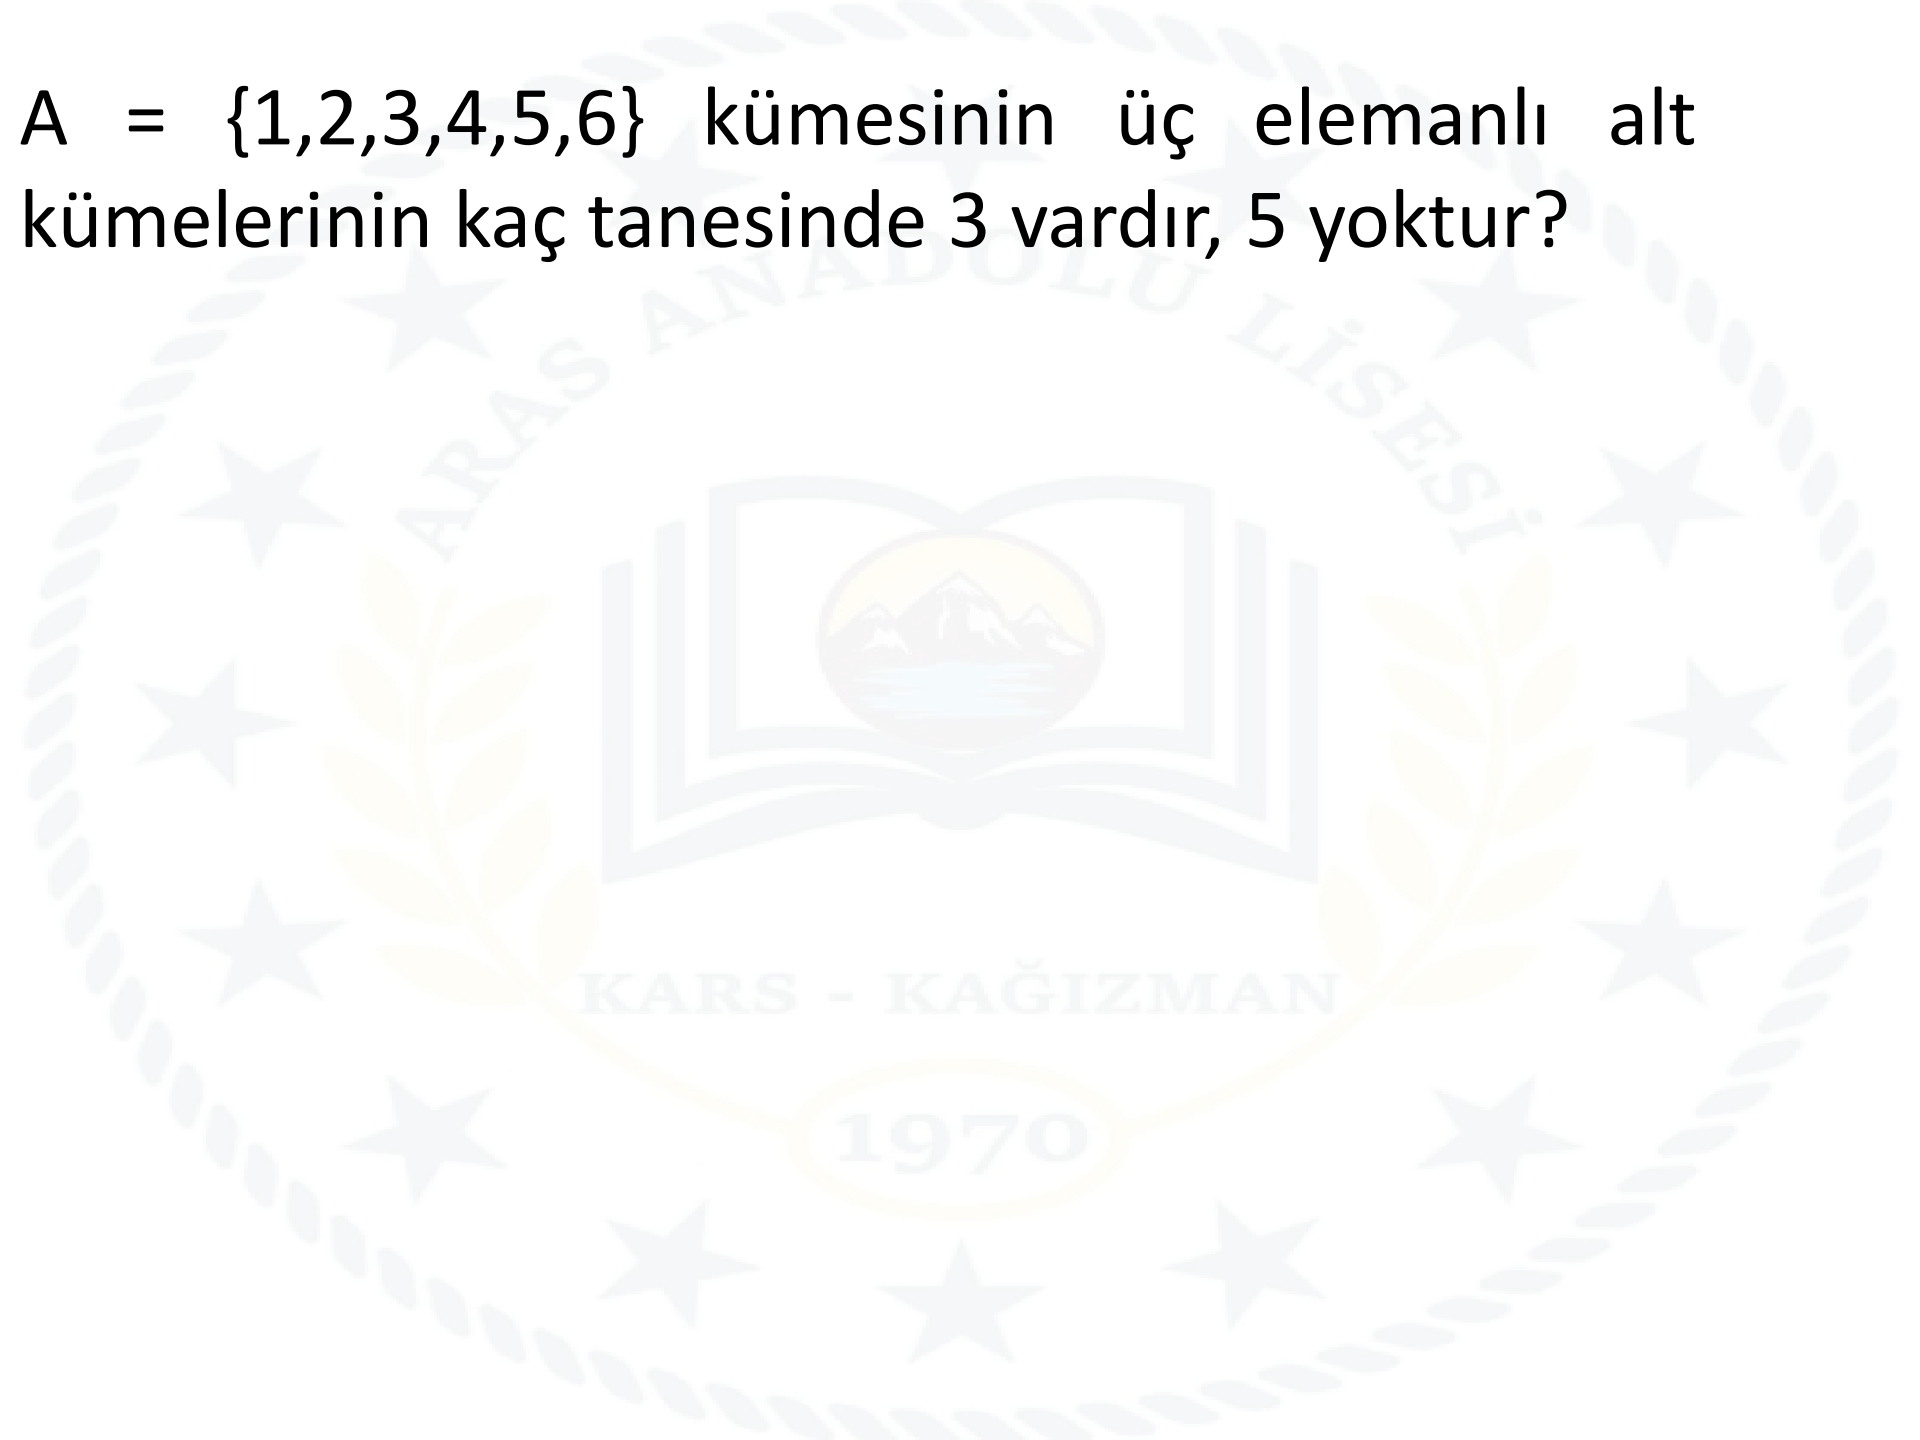 A = {1,2,3,4,5,6} kümesinin üç elemanlı alt
kümelerinin kaç tanesinde 3 vardır, 5 yoktur?
ARAS ANADOLU LİSESİ
KARS - KAĞIZMAN
1970